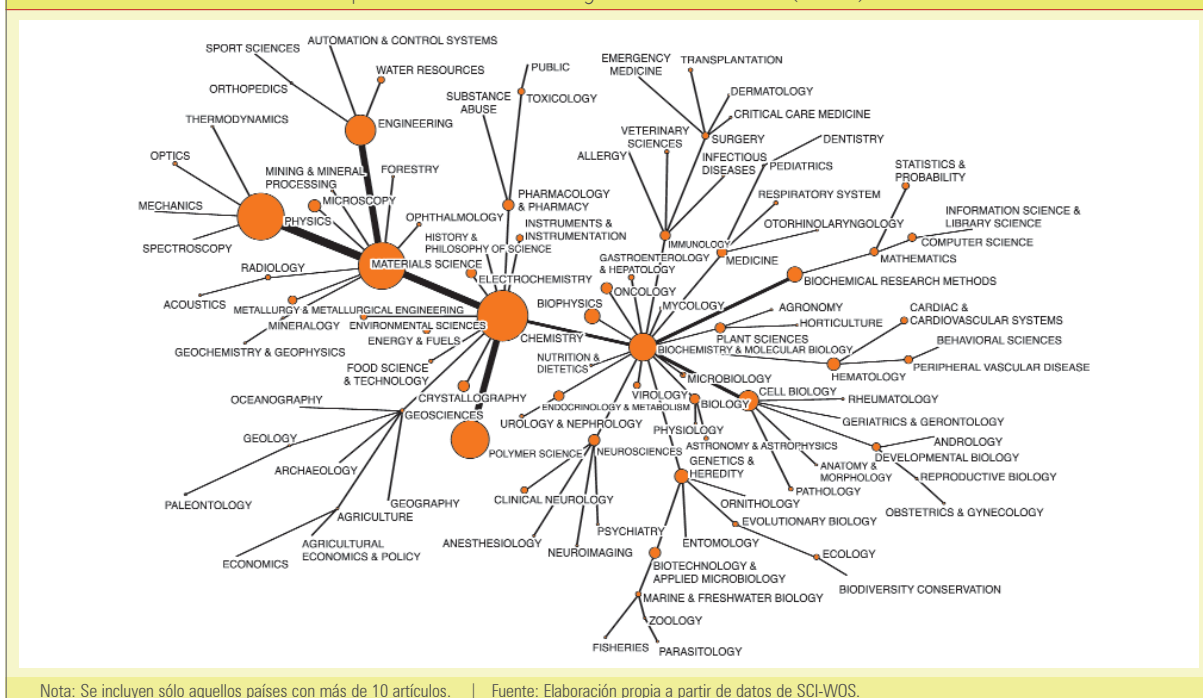 SPORT SCIENCES
AUTOMATION & CONTROL SYSTEMS
WATER RESOURCES
ORTHOPEDICS
ENGINEERING
THERMODYNAMICS
OPTICS
MINING & MINERAL
PROCESSING
FORESTRY
MICROSCOPY
MECHANICS
PHYSICS
SPECTROSCOPY
OPHTHALMOLOGY
HISTORY &
PHILOSOPHY OF SCIENCE
MATERIALS SCIENCE
RADIOLOGY
ACOUSTICS
ELECTROCHEMISTRY
METALLURGY & METALLURGICAL ENGINEERING
MINERALOGY
ENVIRONMENTAL SCIENCES
ENERGY & FUELS
CHEMISTRY
GEOCHEMISTRY & GEOPHYSICS
FOOD SCIENCE
& TECHNOLOGY
CRYSTALLOGRAPHY
OCEANOGRAPHY
GEOSCIENCES
GEOLOGY
POLYMER SCIENCE
ARCHAEOLOGY
PALEONTOLOGY
GEOGRAPHY
AGRICULTURE
AGRICULTURAL
ECONOMICS & POLICY
ECONOMICS
PUBLIC
SUBSTANCE
ABUSE
TOXICOLOGY
PHARMACOLOGY
& PHARMACY
INSTRUMENTS &
INSTRUMENTATION
EMERGENCY
MEDICINE
TRANSPLANTATION
DERMATOLOGY
CRITICAL CARE MEDICINE
SURGERY
VETERINARY
SCIENCES
ALLERGY
INFECTIOUS
DISEASES
DENTISTRY
PEDIATRICS
RESPIRATORY SYSTEM
OTORHINOLARYNGOLOGY
IMMUNOLOGY
MEDICINE
STATISTICS &
PROBABILITY
INFORMATION SCIENCE &
LIBRARY SCIENCE
COMPUTER SCIENCE
MATHEMATICS
BIOCHEMICAL RESEARCH METHODS
GASTROENTEROLOGY
& HEPATOLOGY
ONCOLOGY
BIOPHYSICS
MYCOLOGY
AGRONOMY
HORTICULTURE
PLANT SCIENCES
CARDIAC &
CARDIOVASCULAR SYSTEMS
BEHAVIORAL SCIENCES
PERIPHERAL VASCULAR DISEASE
HEMATOLOGY
BIOCHEMISTRY & MOLECULAR BIOLOGY
NUTRITION &
DIETETICS
MICROBIOLOGY
VIROLOGY
ENDOCRINOLOGY & METABOLISM
BIOLOGY
CELL BIOLOGY
RHEUMATOLOGY
GERIATRICS & GERONTOLOGY
UROLOGY & NEPHROLOGY
PHYSIOLOGY
ASTRONOMY & ASTROPHYSICS
NEUROSCIENCES
ANDROLOGY
DEVELOPMENTAL BIOLOGY
REPRODUCTIVE BIOLOGY
OBSTETRICS & GYNECOLOGY
ANATOMY &
MORPHOLOGY
PATHOLOGY
GENETICS &
HEREDITY
ORNITHOLOGY
EVOLUTIONARY BIOLOGY
CLINICAL NEUROLOGY
PSYCHIATRY
ANESTHESIOLOGY
NEUROIMAGING
ENTOMOLOGY
ECOLOGY
BIODIVERSITY CONSERVATION
BIOTECHNOLOGY &
APPLIED MICROBIOLOGY
MARINE & FRESHWATER BIOLOGY
ZOOLOGY
FISHERIES
PARASITOLOGY
Nota: Se incluyen sólo aquellos países con más de 10 artículos. | Fuente: Elaboración propia a partir de datos de SCI-WOS.